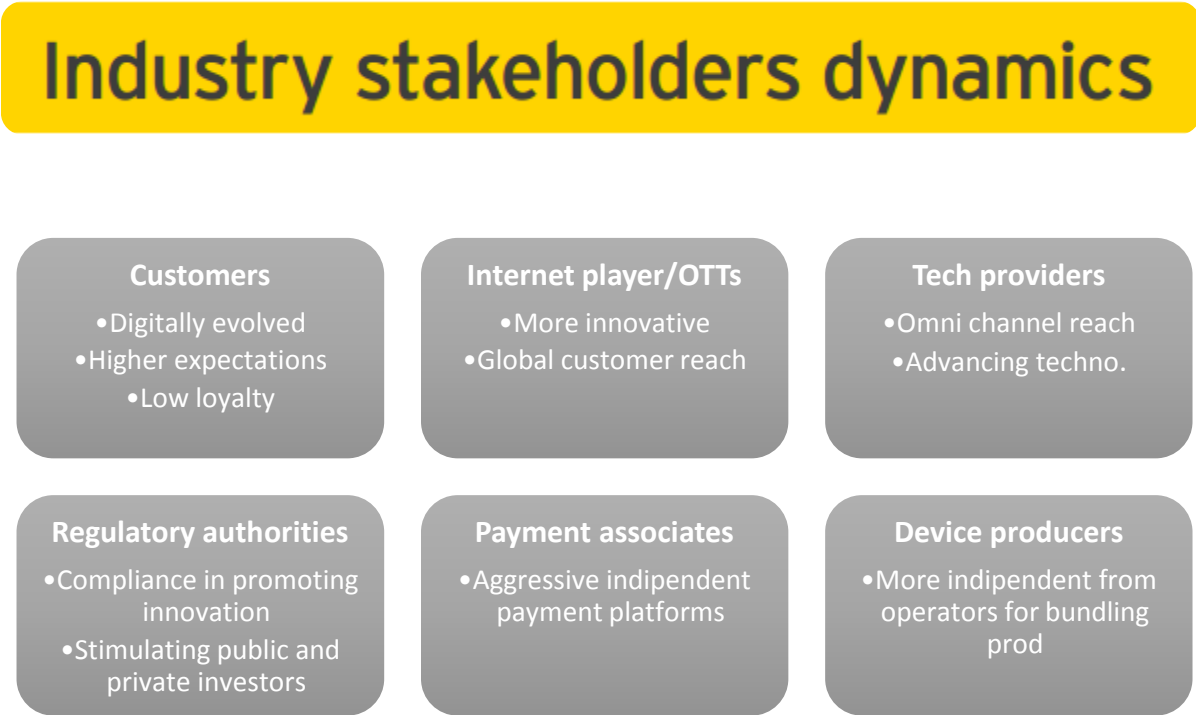 Industry stakeholders dynamics
Customers
•Digitally evolved
•Higher expectations
•Low loyalty
Internet player/OTTs
•More innovative
•Global customer reach
Tech providers
•Omni channel reach
•Advancing techno.
Regulatory authorities
•Compliance in promoting
innovation
•Stimulating public and
private investors
Payment associates
•Aggressive indipendent
payment platforms
Device producers
•More indipendent from
operators for bundling
prod